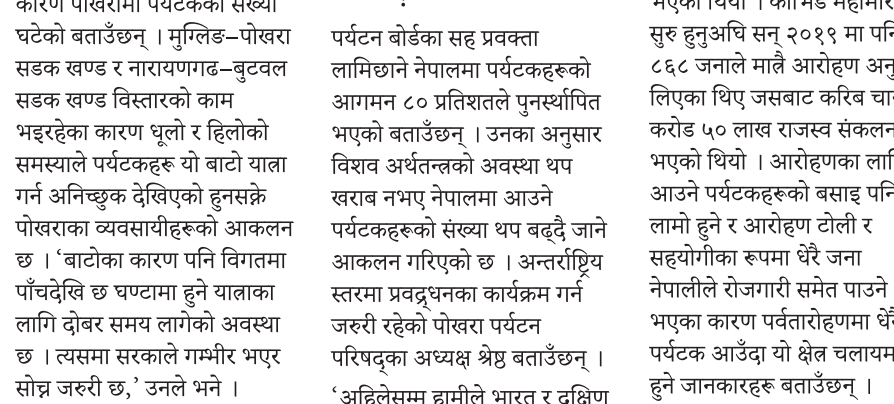 कारण पोखरामा पर्यटकको संख्या
घटेको बताउँछन् । मुग्लिङ–पोखरा
सडक खण्ड र नारायणगढ–बुटवल
सडक खण्ड विस्तारको काम
भइरहेका कारण धूलो र हिलोको
समस्याले पर्यटकहरू यो बाटो यात्रा
गर्न अनिच्छुक देखिएको हुनसक्ने
पोखराका व्यवसायीहरूको आकलन
छ । ‘बाटोका कारण पनि विगतमा
पाँचदेखि छ घण्टामा हुने यात्राका
लागि दोबर समय लागेको अवस्था
छ । त्यसमा सरकाले गम्भीर भएर
सोच्न जरुरी छ,’ उनले भने ।
पर्यटन बोर्डका सह प्रवक्ता
लामिछाने नेपालमा पर्यटकहरूको
आगमन ८० प्रतिशतले पुनर्स्थापित
भएको बताउँछन् । उनका अनुसार
विशव अर्थतन्त्रको अवस्था थप
खराब नभए नेपालमा आउने
पर्यटकहरूको संख्या थप बढ्दै जाने
आकलन गरिएको छ । अन्तर्राष्ट्रिय
स्तरमा प्रवद्र्धनका कार्यक्रम गर्न
जरुरी रहेको पोखरा पर्यटन
परिषद्का अध्यक्ष श्रेष्ठ बताउँछन् ।
‘अहिलेसम्म हामीले भारत र दक्षिण
भएको थियो । कोभिड महामारी
सुरु हुनुअघि सन् २०१९ मा पनि
८६८ जनाले मात्रै आरोहण अनु
लिएका थिए जसबाट करिब चा
करोड ५० लाख राजस्व संकलन
भएको थियो । आरोहणका लागि
आउने पर्यटकहरूको बसाइ पनि
लामो हुने र आरोहण टोली र
सहयोगीका रूपमा धेरै जना
नेपालीले रोजगारी समेत पाउने
भएका कारण पर्वतारोहणमा धेरै
पर्यटक आउँदा यो क्षेत्र चलायम
हुने जानकारहरू बताउँछन् ।